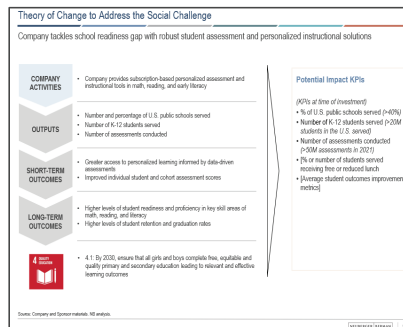 Theory of Change to Address the Social Challenge
Company tackles school readiness gap with robust student assessment and personalized instructional solutions
COMPANY
ACTIVITIES
• Company provides subscription-based personalized assessment and
instructional tools in math, reading, and early literacy
OUTPUTS
• Number and percentage of U.S. public schools served
• Number of K-12 students served
• Number of assessments conducted
SHORT-TERM
OUTCOMES
• Greater access to personalized learning informed by data-driven
assessments
• Improved individual student and cohort assessment scores
LONG-TERM
OUTCOMES
• Higher levels of student readiness and proficiency in key skill areas of
math, reading, and literacy
• Higher levels of student retention and graduation rates
4 QUALITY
EDUCATION
• 4.1: By 2030, ensure that all girls and boys complete free, equitable and
quality primary and secondary education leading to relevant and effective
learning outcomes
Potential Impact KPIs
(KPIs at time of investment)
• % of U.S. public schools served (>40%)
• Number of K-12 students served (>20M
students in the U.S. served)
• Number of assessments conducted
(>50M assessments in 2021)
• [% or number of students served
receiving free or reduced lunch
• [Average student outcomes improvement
metrics]
Source: Company and Sponsor materials. NB analysis.